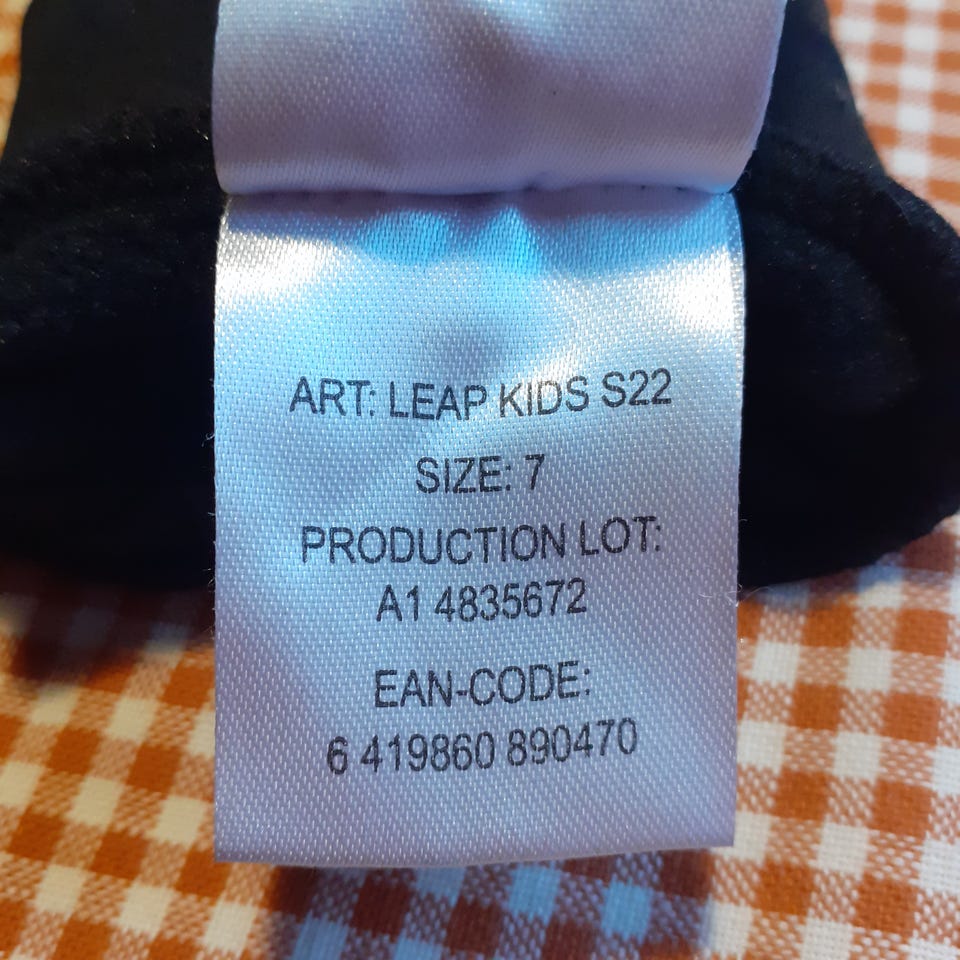 ART: LEAP KIDS S22
SIZE: 7
PRODUCTION LOT:
A1 4835672
EAN-CODE:
6 419860 890470